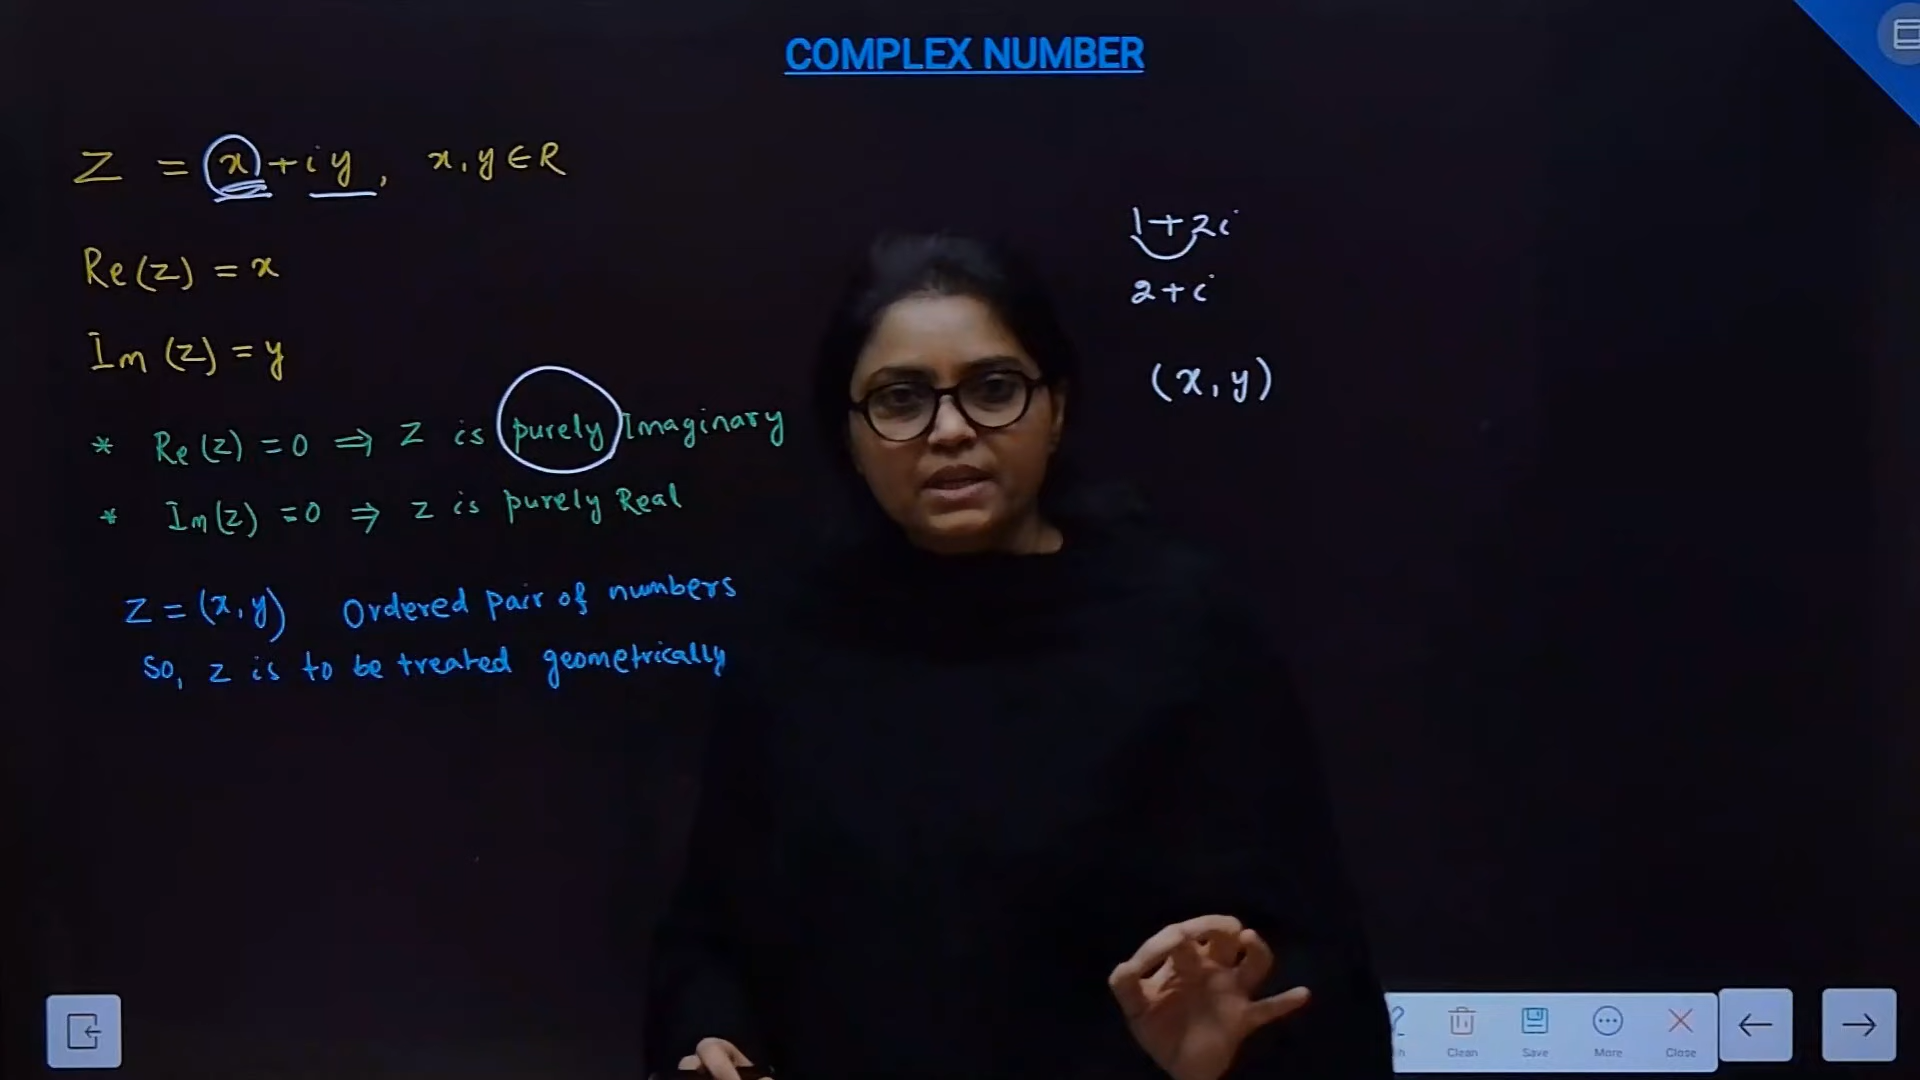 COMPLEX NUMBER
Z = x + iy, x, y ∈ R
Re(z) = x
Im (z) = y
* Re(z) = 0 ⇒ Z is purely Imaginary
* Im(z) = 0 ⇒ z is purely Real
Z = (x, y) Ordered pair of numbers
So, z is to be treated geometrically
1+2i
2+i
(x, y)
Clean
Save
More
Close